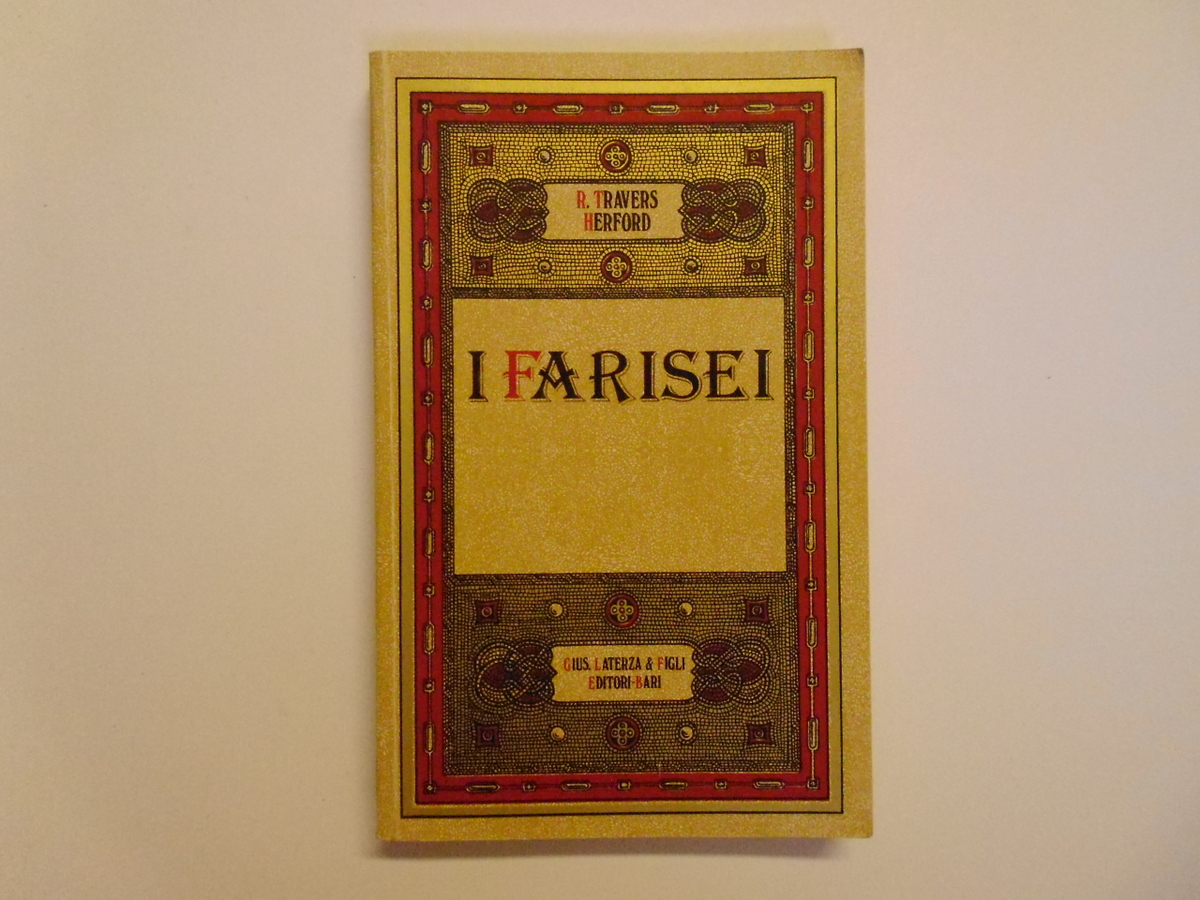 R. TRAVERS
HERFORD
I FARISEI
GIUS. LATERZA & FIGLI
EDITORI-BARI